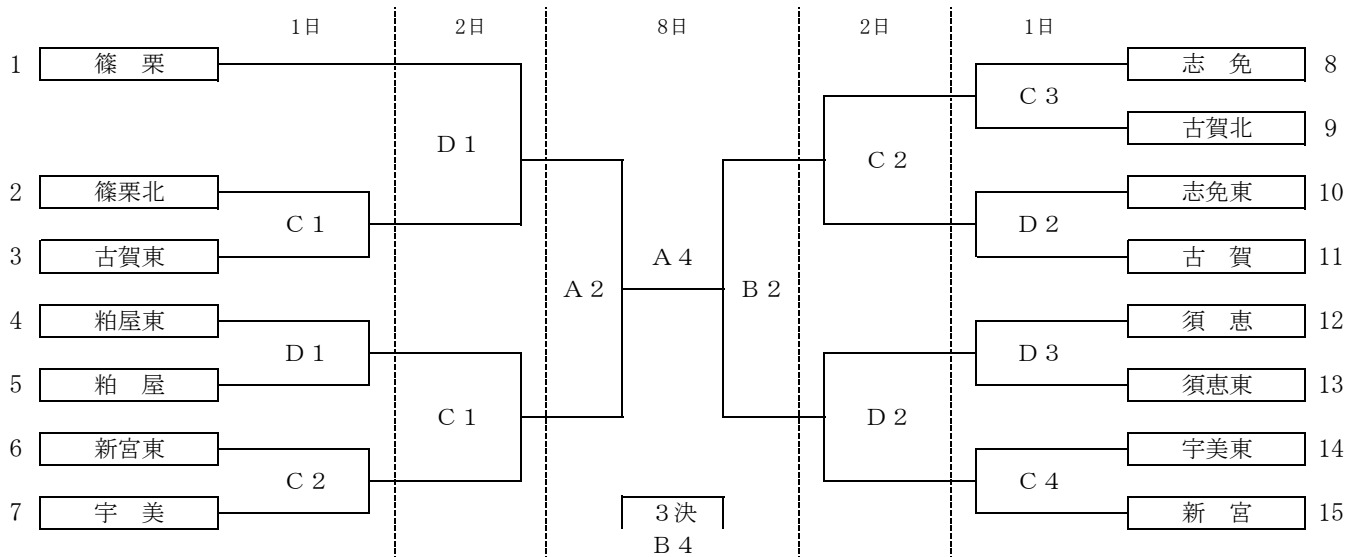 1日 2日 8日 2日 1日
1 篠 栗 志 免 8
C3
古賀北 9
D1 C2
2 篠栗北 志免東 10
C1 D2
3 古賀東 古 賀 11
A4
A2 B2
4 粕屋東 須 恵 12
D1 D3
5 粕 屋 須恵東 13
C1 D2
6 新宮東 宇美東 14
C2 C4
7 宇 美 3決 新 宮 15
B4